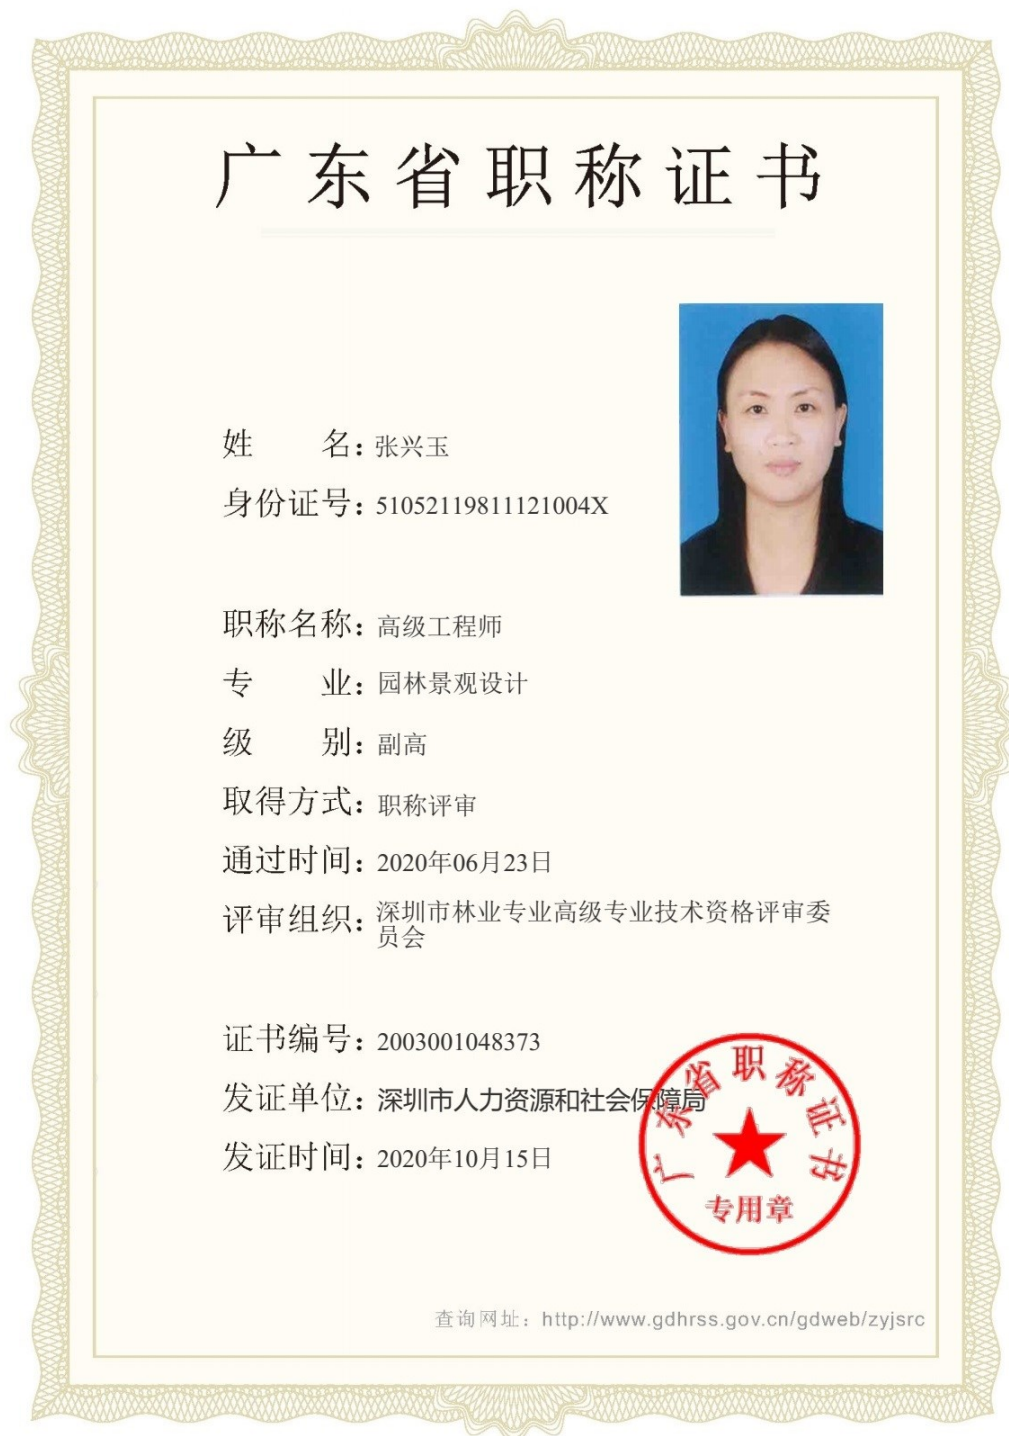 广东省职称证书
姓 名：张兴玉
身份证号：51052119811121004X
职称名称：高级工程师
专 业：园林景观设计
级 别：副高
取得方式：职称评审
通过时间：2020年06月23日
评审组织：深圳市林业专业高级专业技术资格评审委
员会
证书编号：2003001048373
发证单位：深圳市人力资源和社会保障局
发证时间：2020年10月15日
广东省职称证书
专用章
查询网址：http://www.gdhrss.gov.cn/gdweb/zyjsrc